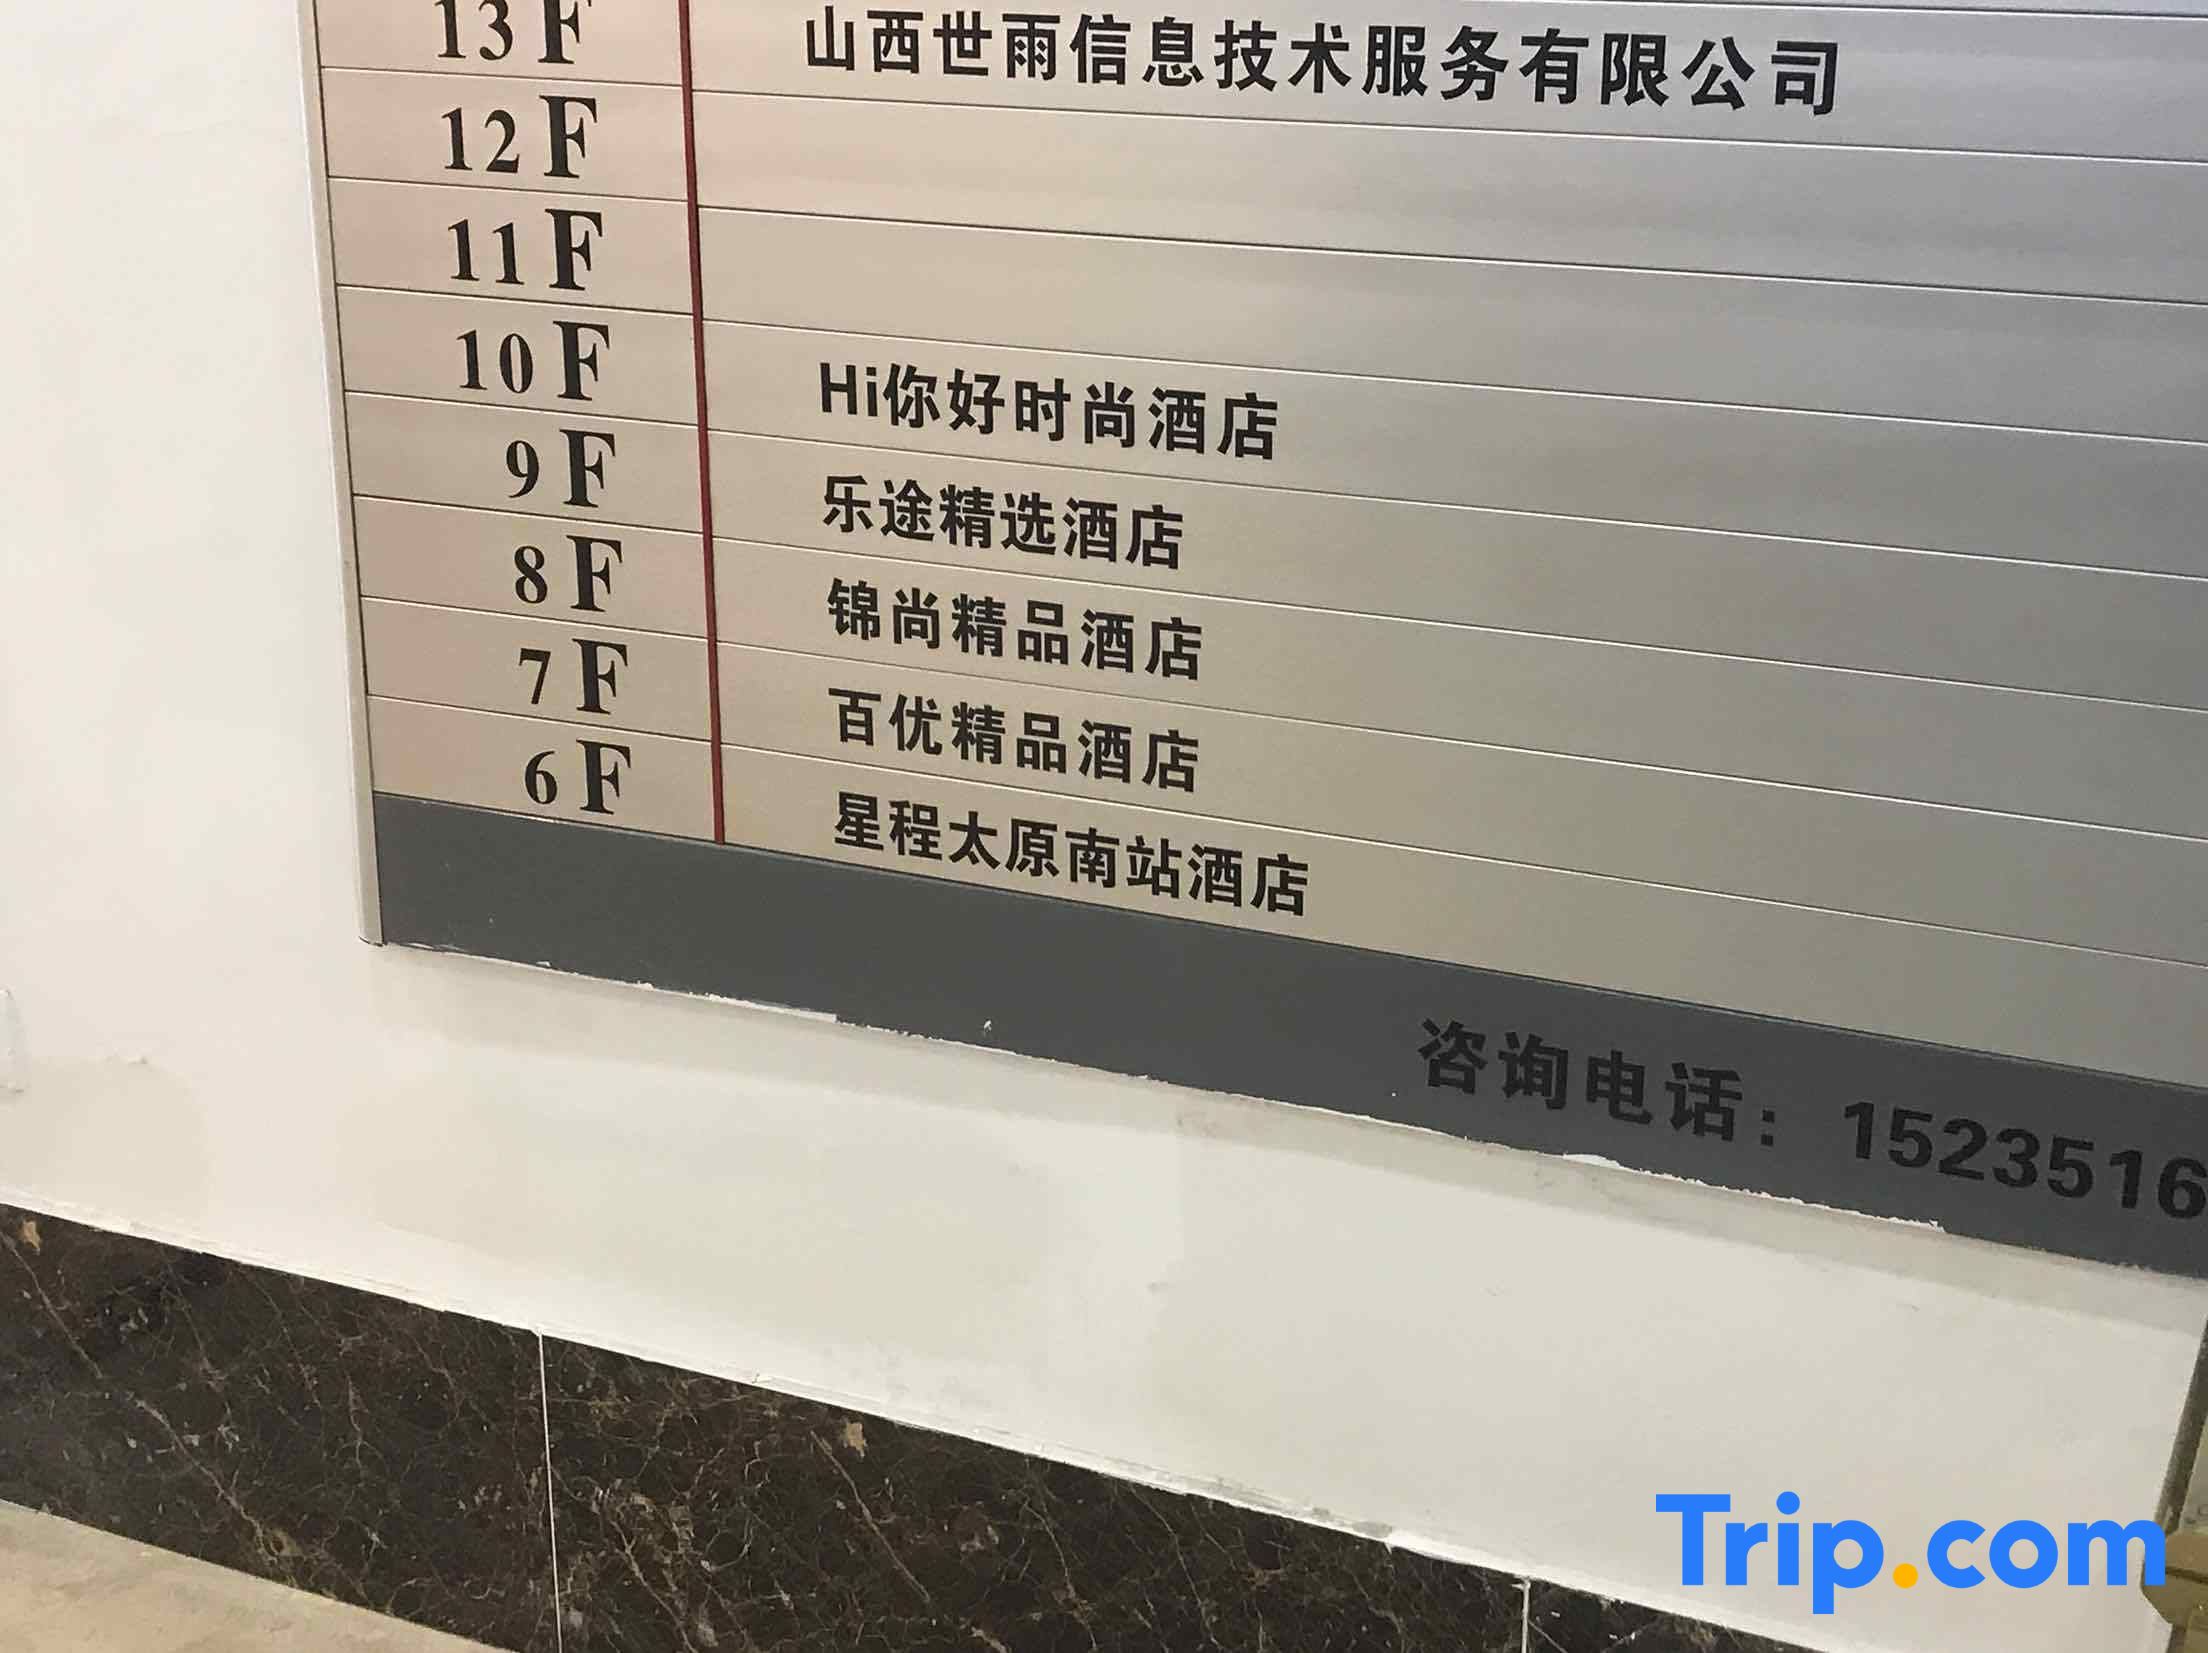 13F 山西世雨信息技术服务有限公司
12F
11F
10F Hi你好时尚酒店
9F 乐途精选酒店
8F 锦尚精品酒店
7F 百优精品酒店
6F 星程太原南站酒店
咨询电话：1523516
Trip.com